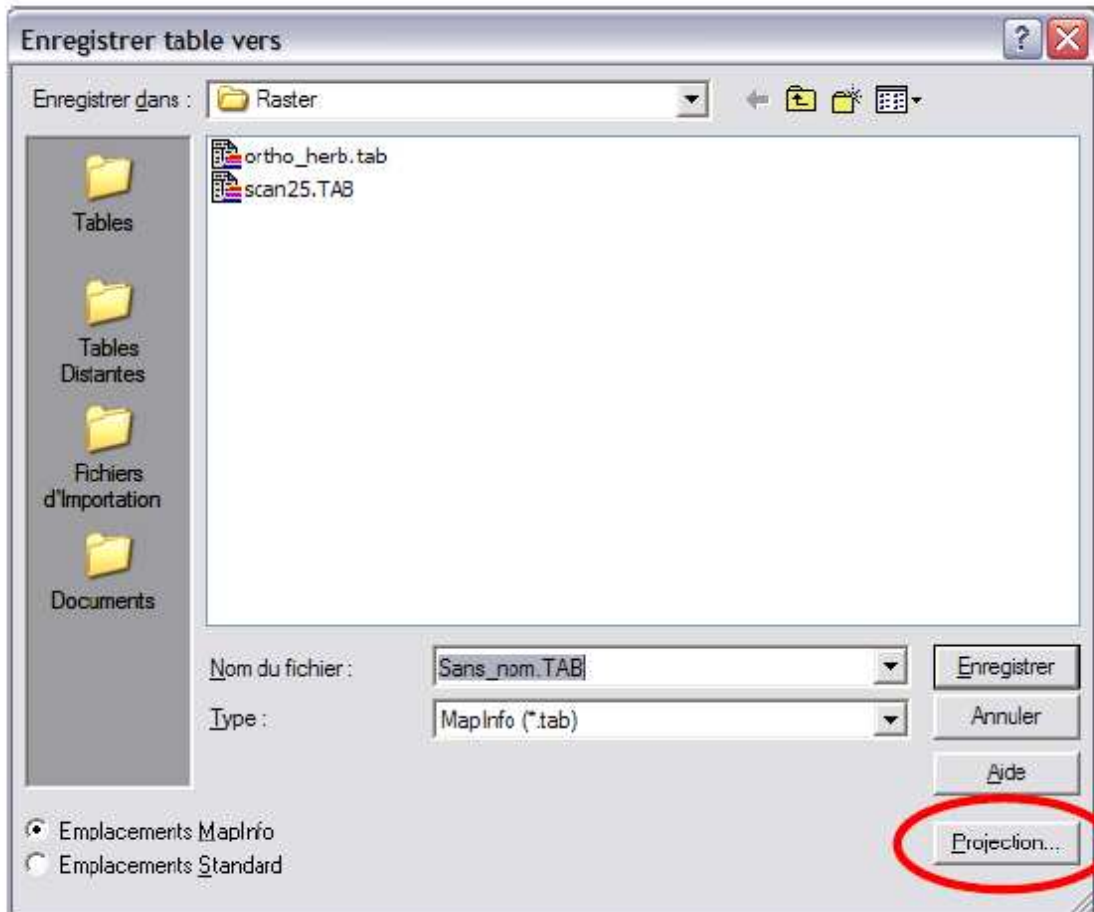 Enregistrer table vers
Enregistrer dans :
Raster
ortho_herb.tab
scan25.TAB
Tables
Tables
Distantes
Fichiers
d'Importation
Documents
Nom du fichier :
Sans_nom.TAB
Enregistrer
Type :
MapInfo (*.tab)
Annuler
Aide
Emplacements MapInfo
Emplacements Standard
Projection...